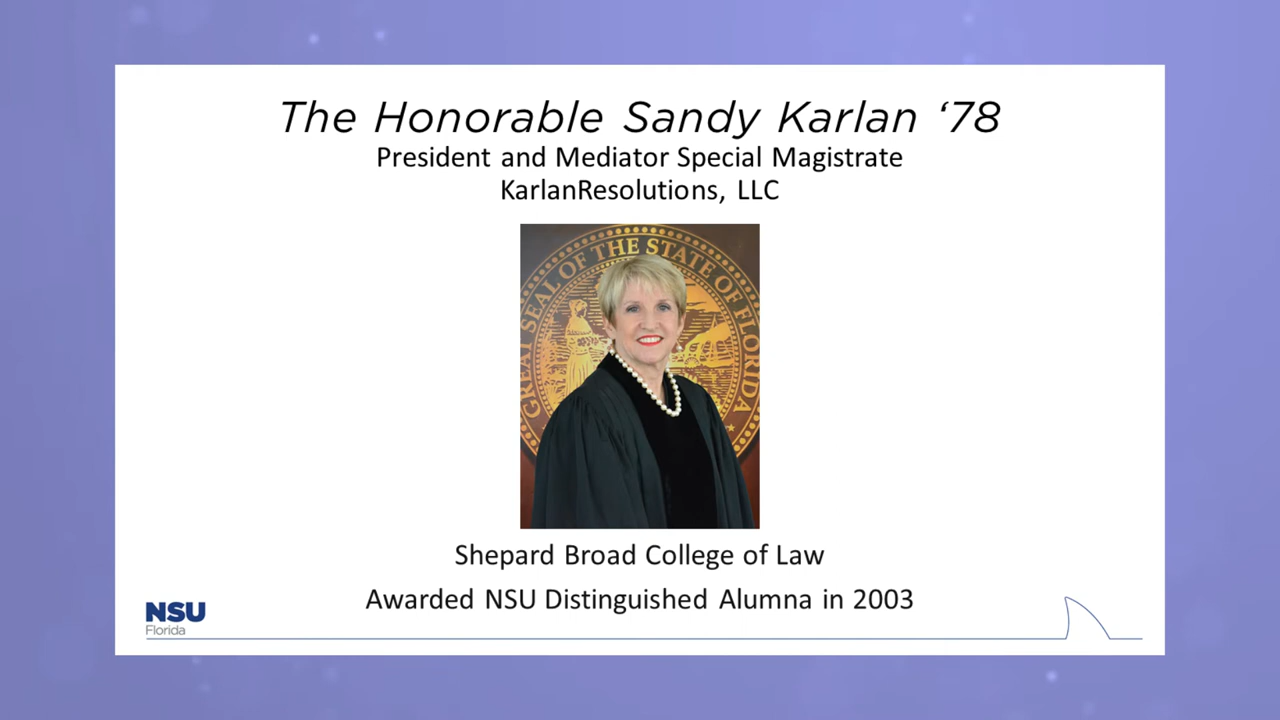 The Honorable Sandy Karlan ‘78
President and Mediator Special Magistrate
KarlanResolutions, LLC
GREAT SEAL OF THE STATE OF FLORIDA
Shepard Broad College of Law
Awarded NSU Distinguished Alumna in 2003
NSU
Florida